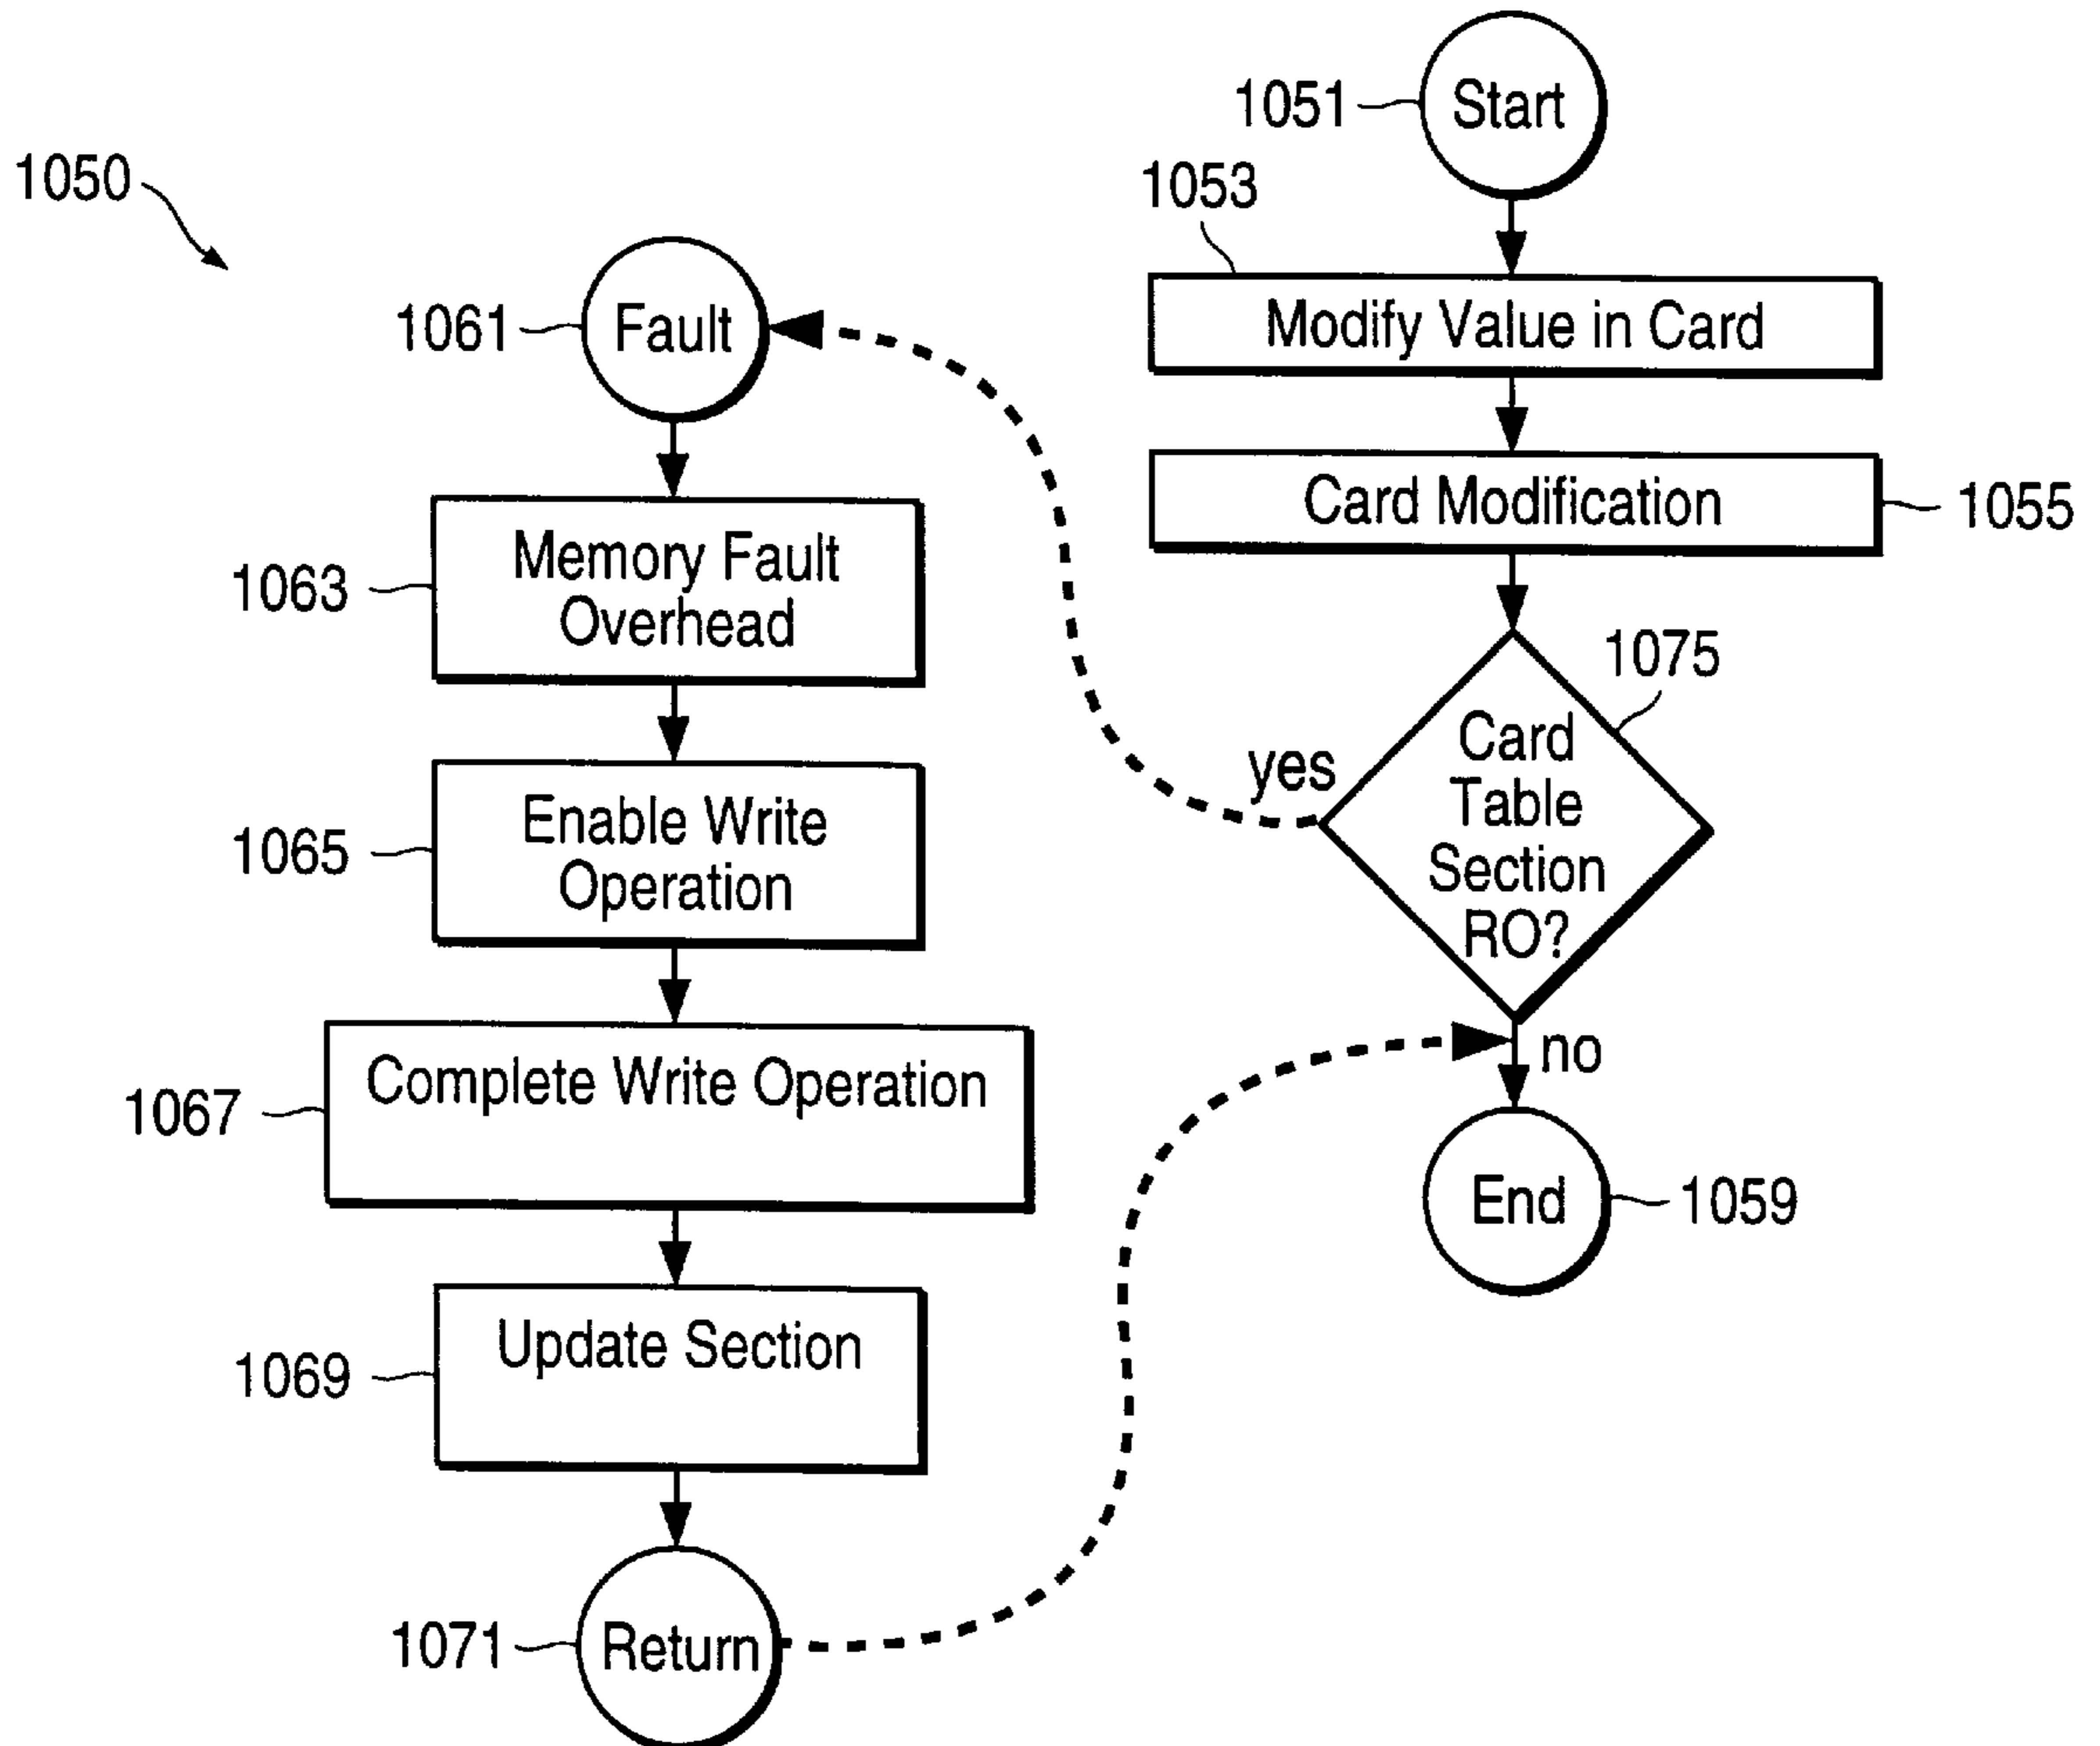 1051
Start
1050
1053
1061
Fault
Modify Value in Card
Card Modification
1055
1063
Memory Fault
Overhead
1075
Card
Table
Section
RO?
yes
1065
Enable Write
Operation
no
1067
Complete Write Operation
End
1059
1069
Update Section
1071
Return